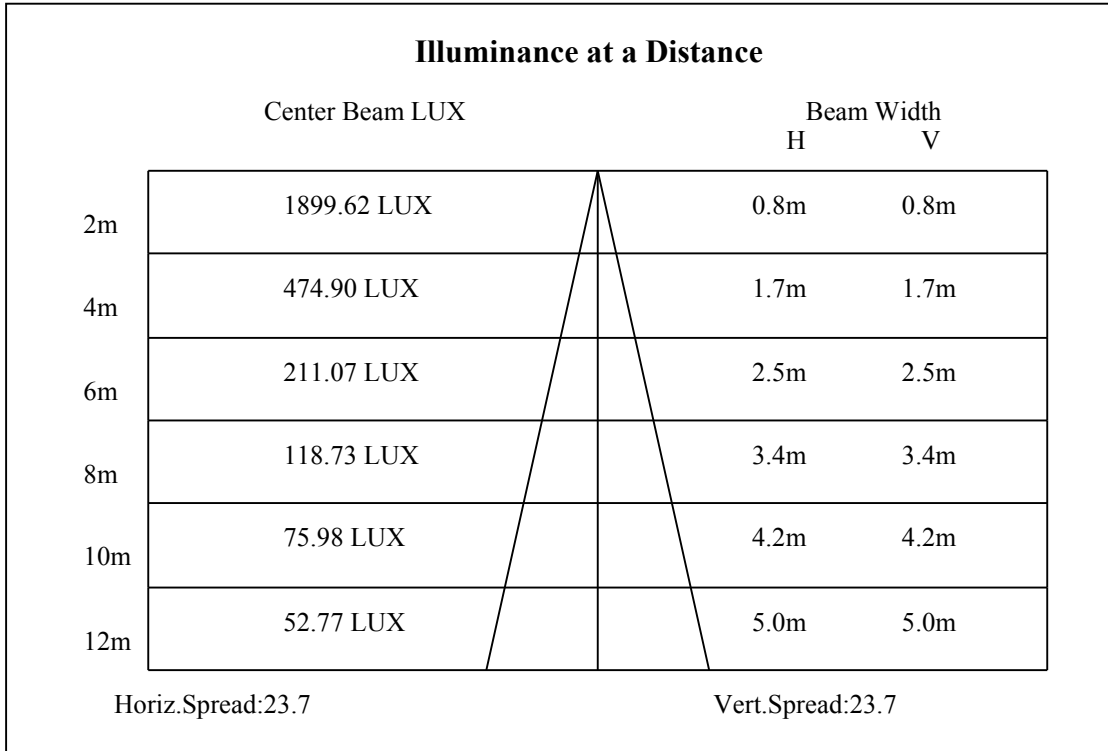 Illuminance at a Distance
Center Beam LUX Beam Width
H V
2m 1899.62 LUX 0.8m 0.8m
4m 474.90 LUX 1.7m 1.7m
6m 211.07 LUX 2.5m 2.5m
8m 118.73 LUX 3.4m 3.4m
10m 75.98 LUX 4.2m 4.2m
12m 52.77 LUX 5.0m 5.0m
Horiz.Spread:23.7 Vert.Spread:23.7